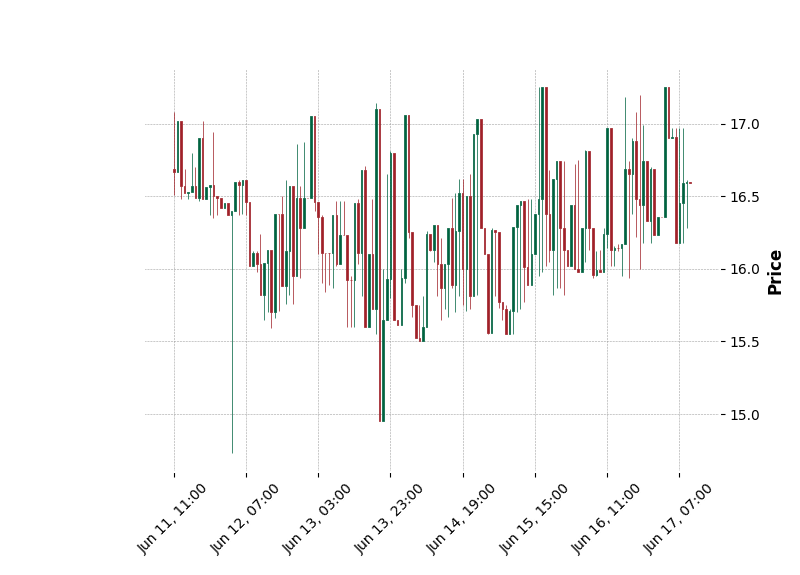 17.0
16.5
16.0
15.5
15.0
Price
Jun 11, 11:00
Jun 12, 07:00
Jun 13, 03:00
Jun 13, 23:00
Jun 14, 19:00
Jun 15, 15:00
Jun 16, 11:00
Jun 17, 07:00